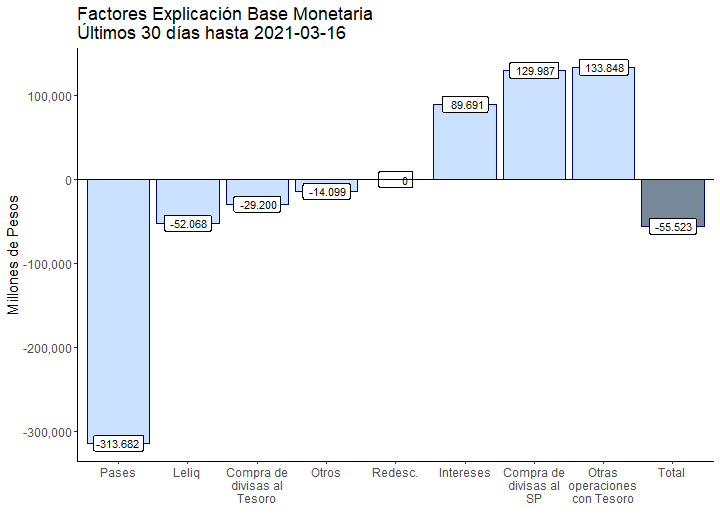 Factores Explicación Base Monetaria
Últimos 30 días hasta 2021-03-16
Millones de Pesos
100,000
0
-100,000
-200,000
-300,000
-313.682
-52.068
-29.200
-14.099
0
89.691
129.987
133.848
-55.523
Pases
Leliq
Compra de
divisas al
Tesoro
Otros
Redesc.
Intereses
Compra de
divisas al
SP
Otras
operaciones
con Tesoro
Total